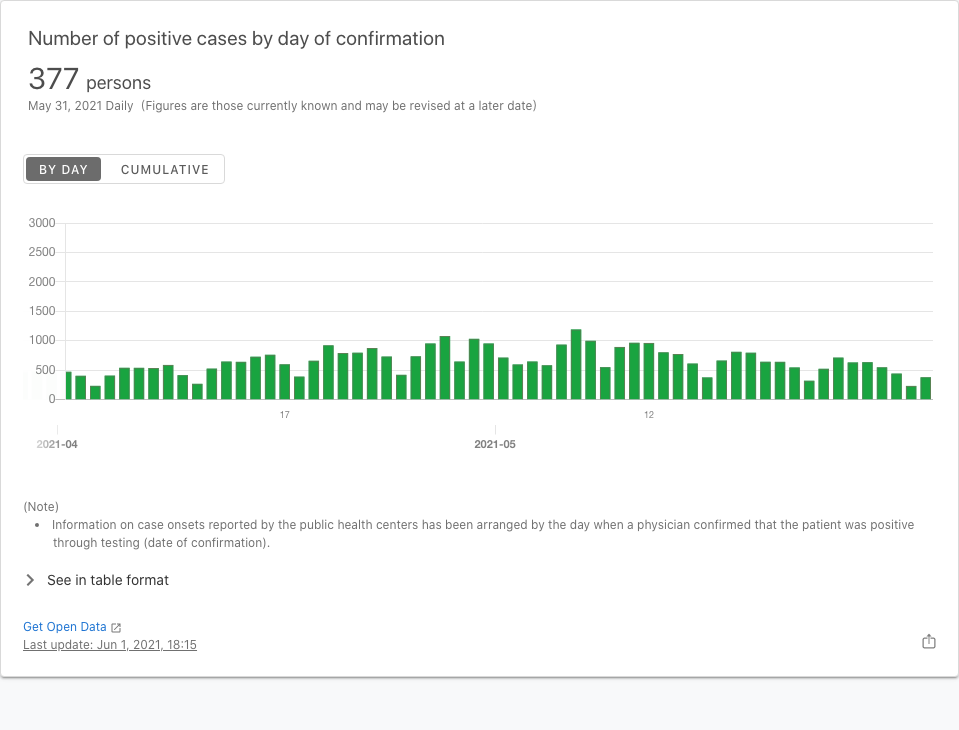 Number of positive cases by day of confirmation
377 persons
May 31, 2021 Daily (Figures are those currently known and may be revised at a later date)
BY DAY CUMULATIVE
3000
2500
2000
1500
1000
500
0
17 12
2021-04 2021-05
(Note)
• Information on case onsets reported by the public health centers has been arranged by the day when a physician confirmed that the patient was positive
through testing (date of confirmation).
See in table format
Get Open Data
Last update: Jun 1, 2021, 18:15